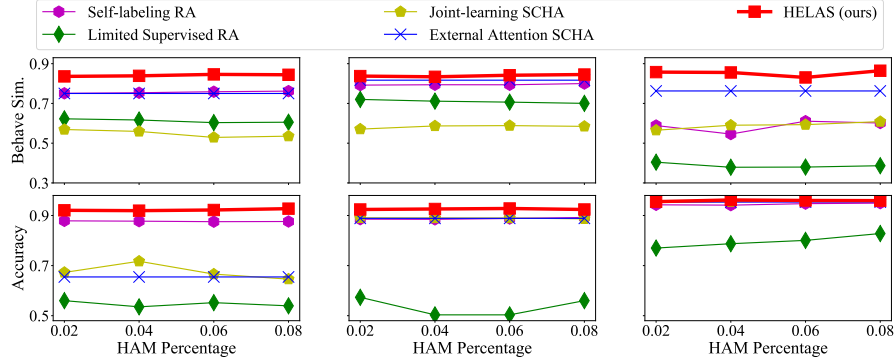 Self-labeling RA
Joint-learning SCHA
HELAS (ours)
Limited Supervised RA
External Attention SCHA
Behave Sim.
0.9
0.7
0.5
0.3
Accuracy
0.9
0.7
0.5
0.02 0.04 0.06 0.08
0.02 0.04 0.06 0.08
0.02 0.04 0.06 0.08
HAM Percentage
HAM Percentage
HAM Percentage